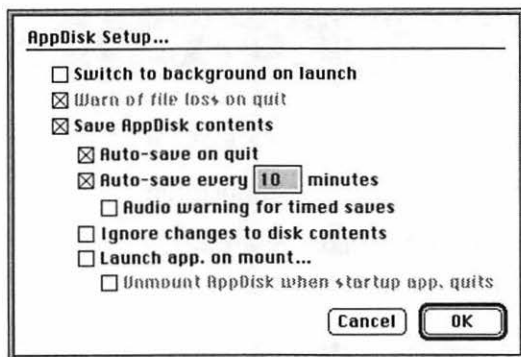 AppDisk Setup...
Switch to background on launch
Warn of file loss on quit
Save AppDisk contents
Auto-save on quit
Auto-save every 10 minutes
Audio warning for timed saves
Ignore changes to disk contents
Launch app. on mount...
Unmount AppDisk when startup app. quits
Cancel OK